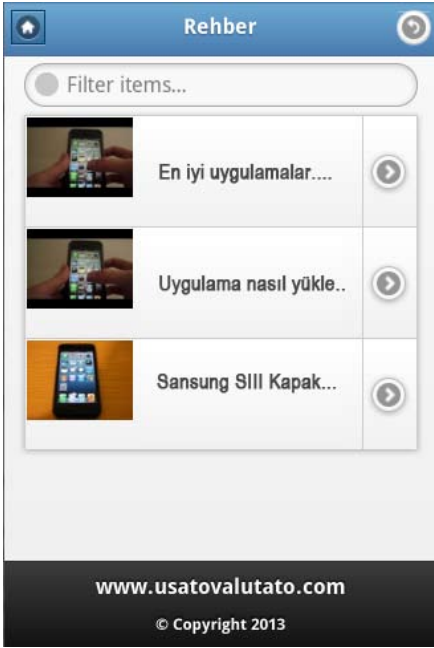 Rehber
Filter items...
En iyi uygulamalar....
Uygulama nasıl yükle..
Sansung SIII Kapak...
www.usatovalutato.com
© Copyright 2013